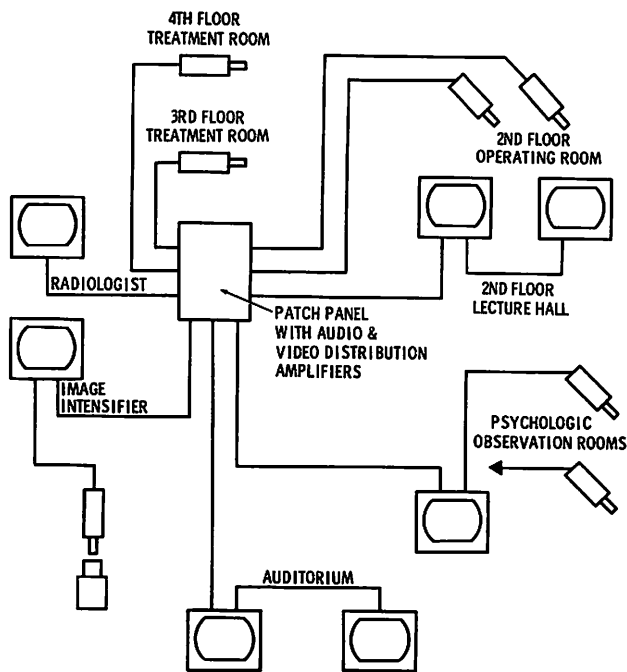 4TH FLOOR
TREATMENT ROOM
3RD FLOOR
TREATMENT ROOM
2ND FLOOR
OPERATING ROOM
RADIOLOGIST
2ND FLOOR
LECTURE HALL
PATCH PANEL
WITH AUDIO &
VIDEO DISTRIBUTION
AMPLIFIERS
IMAGE
INTENSIFIER
PSYCHOLOGIC
OBSERVATION ROOMS
AUDITORIUM